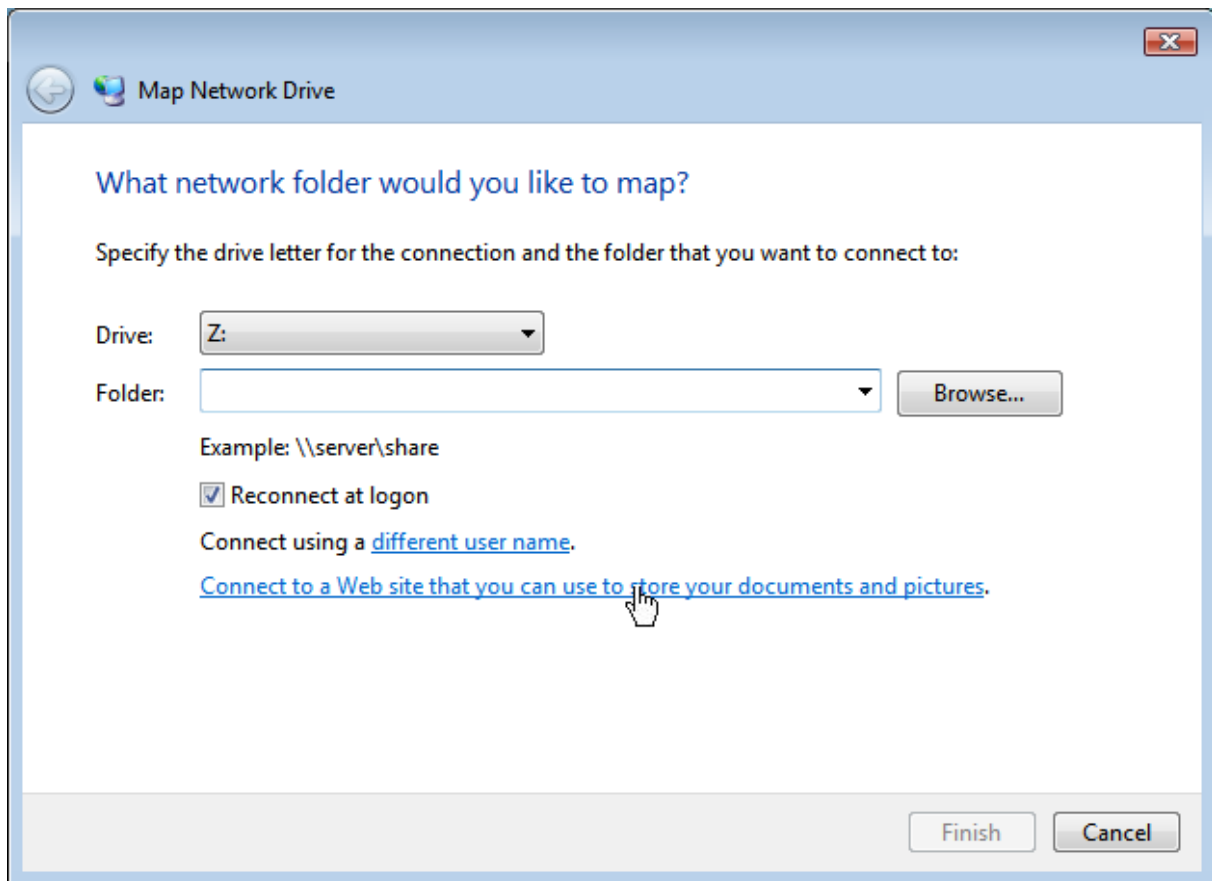 Map Network Drive
What network folder would you like to map?
Specify the drive letter for the connection and the folder that you want to connect to:
Drive: Z:
Folder: Browse...
Example: \\server\share
Reconnect at logon
Connect using a different user name.
Connect to a Web site that you can use to store your documents and pictures.
Finish Cancel